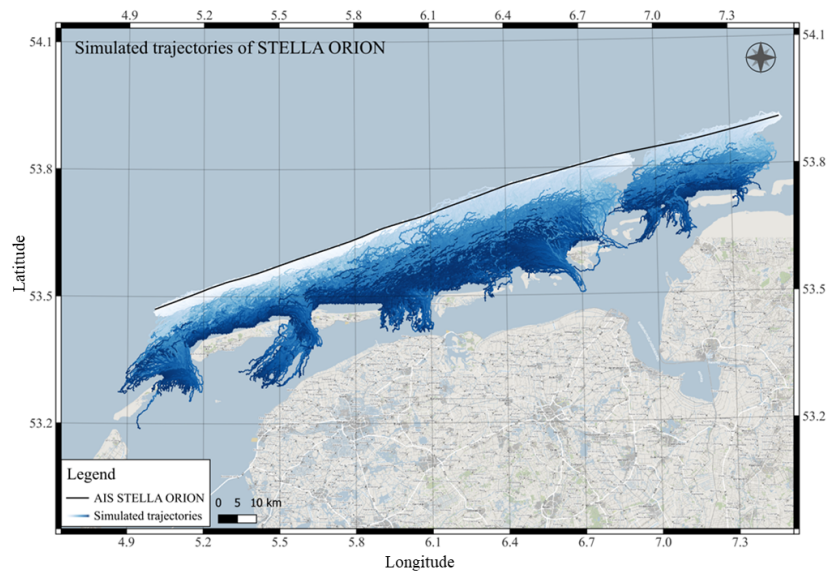 4.9 5.2 5.5 5.8 6.1 6.4 6.7 7.0 7.3
Simulated trajectories of STELLA ORION
54.1 54.1
53.8 53.8
53.5 53.5
53.2 53.2
Latitude
Legend
AIS STELLA ORION
Simulated trajectories
0 5 10 km
4.9 5.2 5.5 5.8 6.1 6.4 6.7 7.0 7.3
Longitude